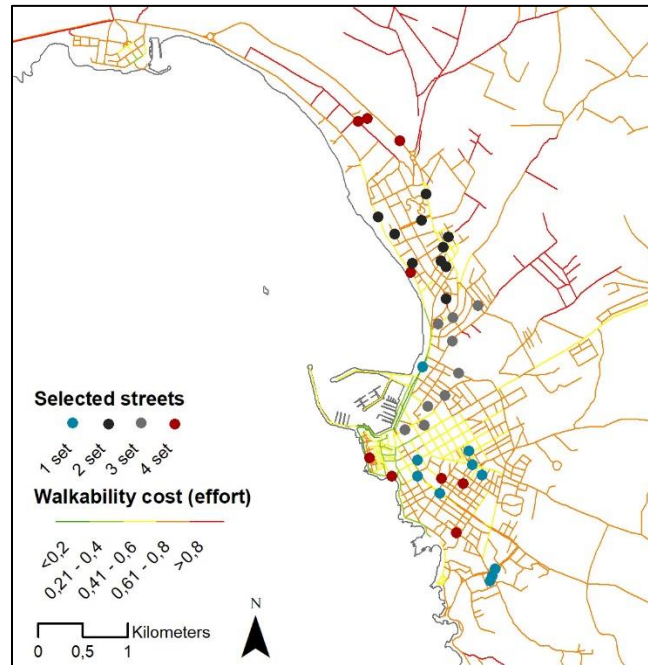 Selected streets
1 set
2 set
3 set
4 set
Walkability cost (effort)
<0,2
0,21 - 0,4
0,41 - 0,6
0,61 - 0,8
>0,8
N
0 0,5 1 Kilometers